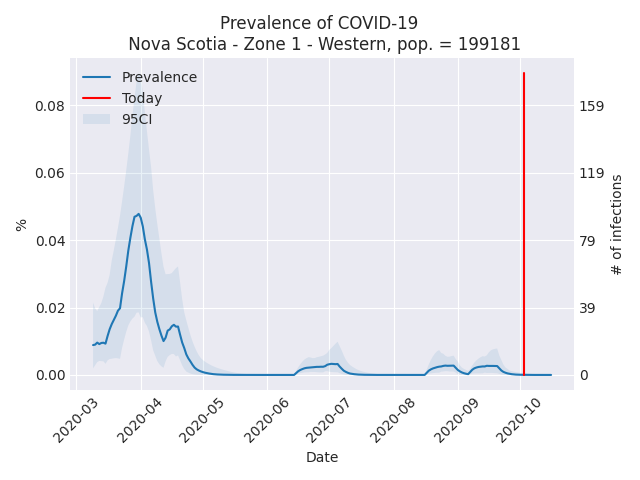 Prevalence of COVID-19
Nova Scotia - Zone 1 - Western, pop. = 199181
Prevalence
Today
95CI
0.08
0.06
0.04
0.02
0.00
%
159
119
79
39
0
# of infections
2020-03
2020-04
2020-05
2020-06
2020-07
2020-08
2020-09
2020-10
Date